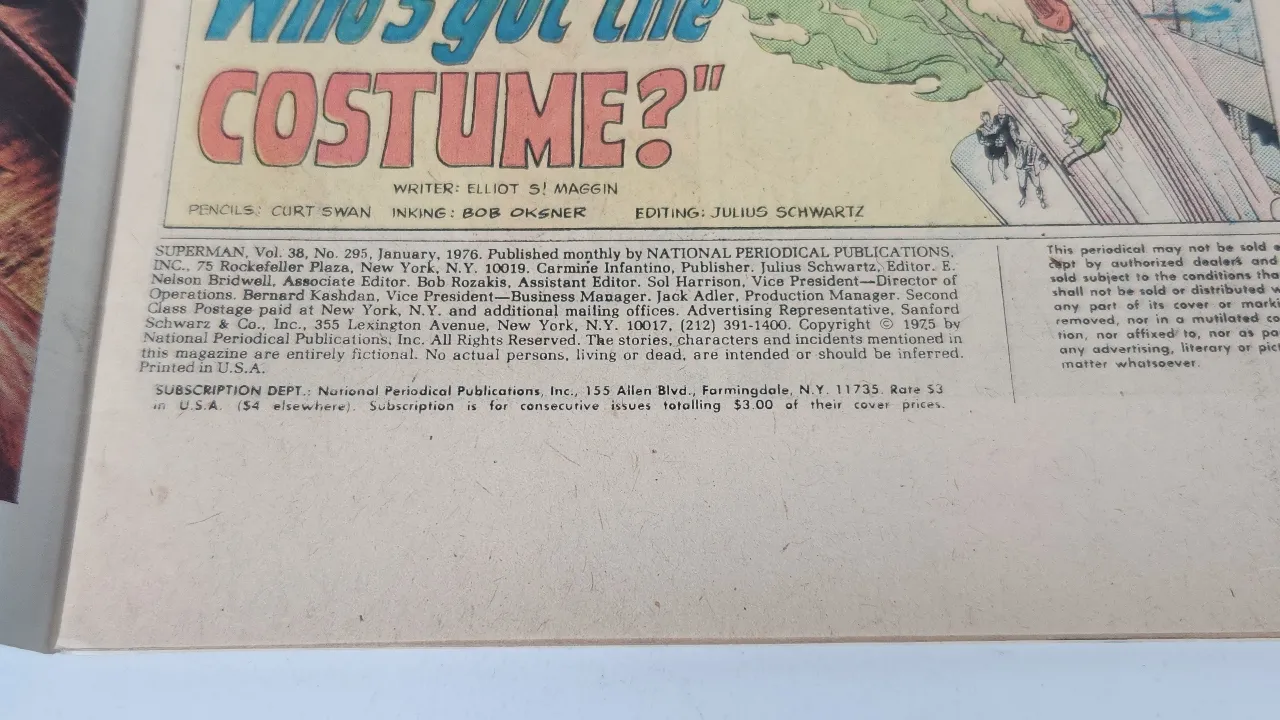 Who's got the
COSTUME?"
WRITER: ELLIOT S! MAGGIN
PENCILS: CURT SWAN INKING: BOB OKSNER EDITING: JULIUS SCHWARTZ
SUPERMAN, Vol. 38, No. 295, January, 1976. Published monthly by NATIONAL PERIODICAL PUBLICATIONS,
INC., 75 Rockefeller Plaza, New York, N.Y. 10019. Carmine Infantino, Publisher. Julius Schwartz, Editor. E.
Nelson Bridwell, Associate Editor. Bob Rozakis, Assistant Editor. Sol Harrison, Vice President—Director of
Operations. Bernard Kashdan, Vice President—Business Manager. Jack Adler, Production Manager. Second
Class Postage paid at New York, N.Y. and additional mailing offices. Advertising Representative, Sanford
Schwarz & Co., Inc., 355 Lexington Avenue, New York, N.Y. 10017, (212) 391-1400. Copyright © 1975 by
National Periodical Publications, Inc. All Rights Reserved. The stories, characters and incidents mentioned in
this magazine are entirely fictional. No actual persons, living or dead, are intended or should be inferred.
Printed in U.S.A.
SUBSCRIPTION DEPT.: National Periodical Publications, Inc., 155 Allen Blvd., Farmingdale, N.Y. 11735. Rate $3
in U.S.A. ($4 elsewhere). Subscription is for consecutive issues totalling $3.00 of their cover prices.
This periodical may not be sold
cept by authorized dealers and
sold subject to the conditions
shall not be sold or distributed
any part of its cover or
removed, nor in a mutilated
tion, nor affixed to, nor as
any advertising, literary or
matter whatsoever.